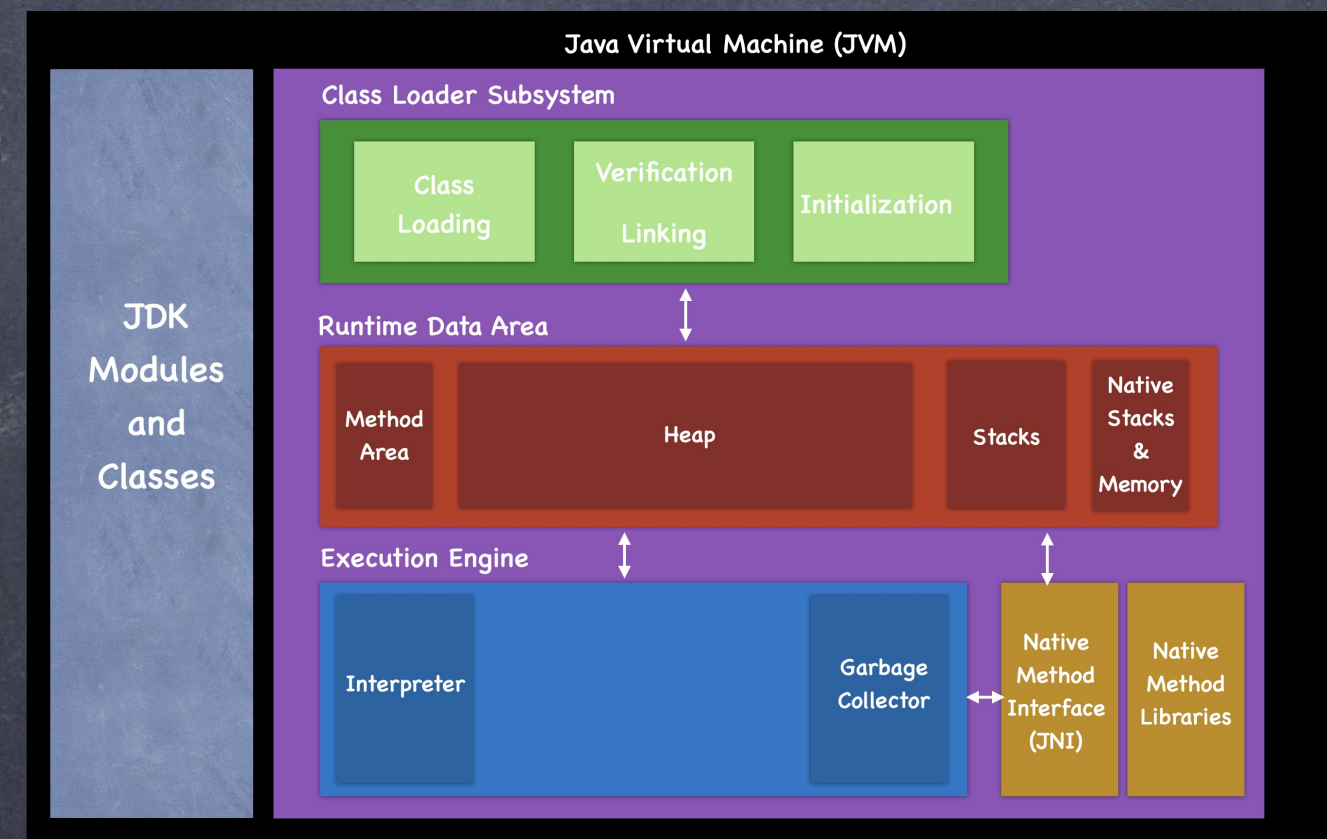 Java Virtual Machine (JVM)
JDK
Modules
and
Classes
Class Loader Subsystem
Class
Loading
Verification
Linking
Initialization
Runtime Data Area
Method
Area
Heap
Stacks
Native
Stacks
&
Memory
Execution Engine
Interpreter
Garbage
Collector
Native
Method
Interface
(JNI)
Native
Method
Libraries